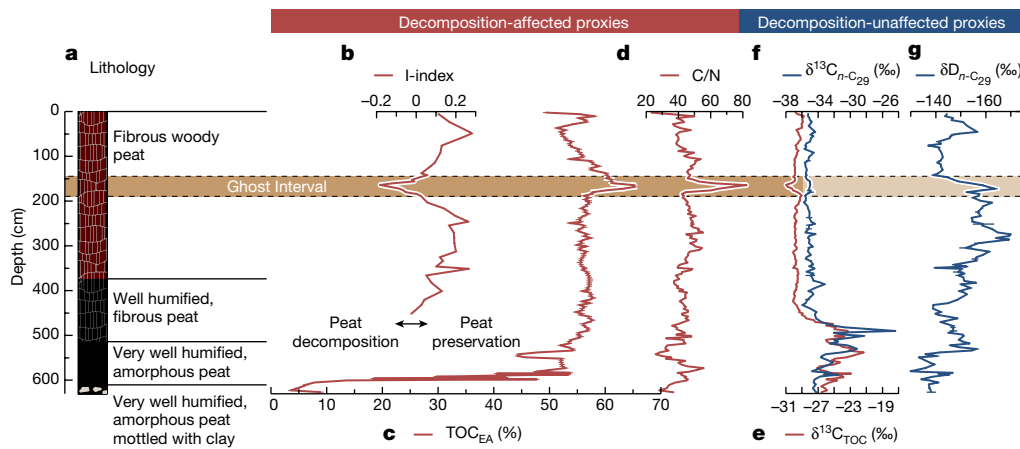 Decomposition-affected proxies
Decomposition-unaffected proxies
a
b
d
f
g
Lithology
I-index
C/N
δ13Cn-C29 (‰)
δDn-C29 (‰)
−0.2 0 0.2
20 40 60 80
−38 −34 −30 −26
−140 −160
0
100
200
300
400
500
600
Depth (cm)
Fibrous woody
peat
Ghost Interval
Well humified,
fibrous peat
Peat
decomposition
Peat
preservation
Very well humified,
amorphous peat
Very well humified,
amorphous peat
mottled with clay
0 10 20 30 40 50 60 70
−31 −27 −23 −19
c
TOCEA (%)
e
δ13CTOC (‰)